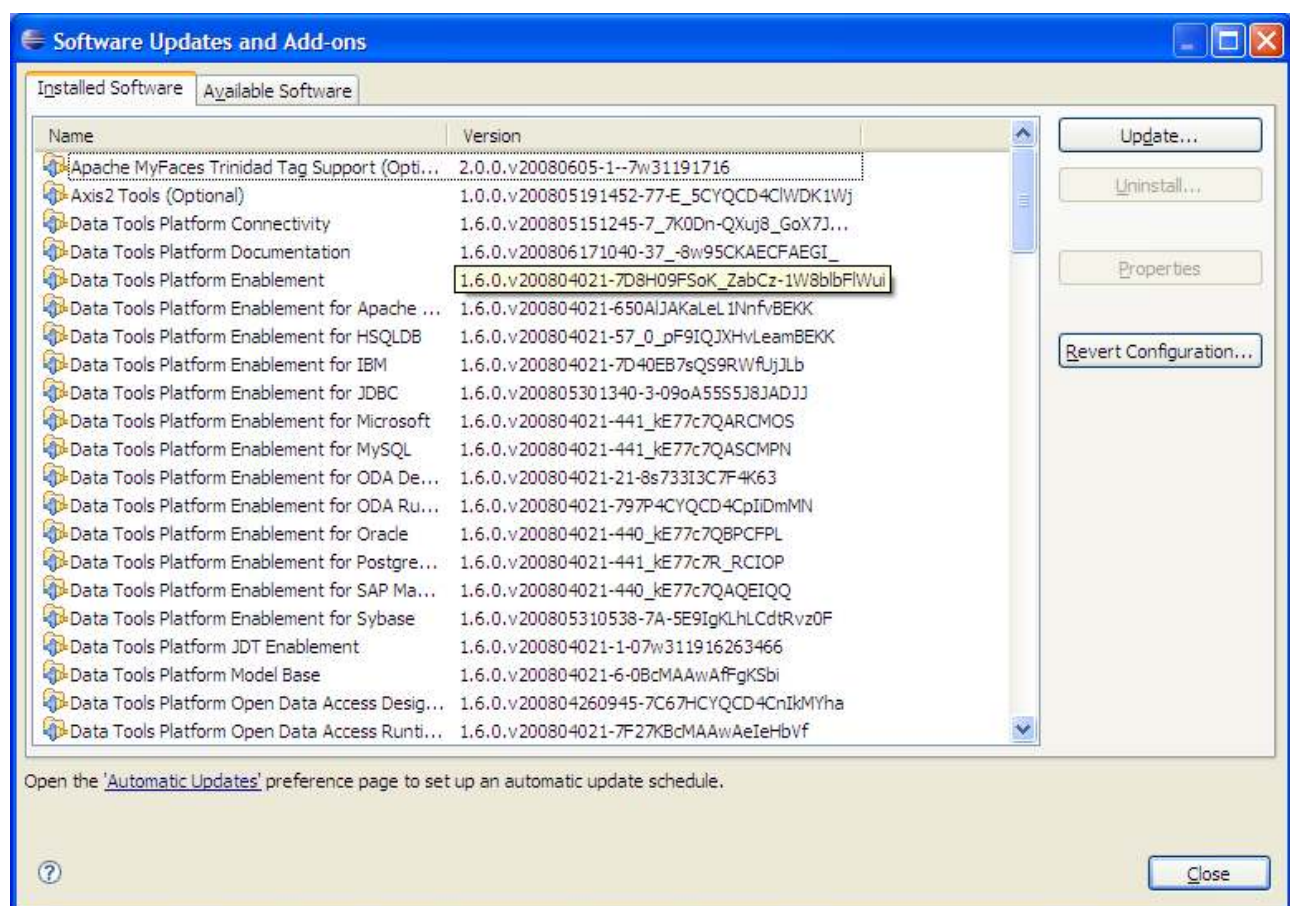 Software Updates and Add-ons
Installed Software Available Software
Name Version
Apache MyFaces Trinidad Tag Support (Opti... 2.0.0.v20080605-1--7w31191716
Axis2 Tools (Optional) 1.0.0.v200805191452-77-E_5CYQCD4ClWDK1Wj
Data Tools Platform Connectivity 1.6.0.v200805151245-7_7K0Dn-QXuj8_GoX7J...
Data Tools Platform Documentation 1.6.0.v200806171040-37_-8w95CKAECFAEGI_
Data Tools Platform Enablement 1.6.0.v200804021-7D8H09FSoK_ZabCz-1W8blbFlWui
Data Tools Platform Enablement for Apache ... 1.6.0.v200804021-650AlJAKaLeL1NnfvBEKK
Data Tools Platform Enablement for HSQLDB 1.6.0.v200804021-57_0_pF9IQJXHvLeamBEKK
Data Tools Platform Enablement for IBM 1.6.0.v200804021-7D40EB7sQS9RWfUjJLb
Data Tools Platform Enablement for JDBC 1.6.0.v200805301340-3-09oA55S5J8JADJJ
Data Tools Platform Enablement for Microsoft 1.6.0.v200804021-441_kE77c7QARCMOS
Data Tools Platform Enablement for MySQL 1.6.0.v200804021-441_kE77c7QASCMPN
Data Tools Platform Enablement for ODA De... 1.6.0.v200804021-21-8s733I3C7F4K63
Data Tools Platform Enablement for ODA Ru... 1.6.0.v200804021-797P4CYQCD4CpIiDmMN
Data Tools Platform Enablement for Oracle 1.6.0.v200804021-440_kE77c7QBPCFPL
Data Tools Platform Enablement for Postgre... 1.6.0.v200804021-441_kE77c7R_RCIOP
Data Tools Platform Enablement for SAP Ma... 1.6.0.v200804021-440_kE77c7QAQEIQQ
Data Tools Platform Enablement for Sybase 1.6.0.v200805310538-7A-5E9IgKLhLCdtRvz0F
Data Tools Platform JDT Enablement 1.6.0.v200804021-1-07w311916263466
Data Tools Platform Model Base 1.6.0.v200804021-6-0BcMAAwAfFgKSbi
Data Tools Platform Open Data Access Desig... 1.6.0.v200804260945-7C67HCYQCD4CnIkMYha
Data Tools Platform Open Data Access Runti... 1.6.0.v200804021-7F27KBcMAAwAeIeHbVf
Update...
Uninstall...
Properties
Revert Configuration...
Open the 'Automatic Updates' preference page to set up an automatic update schedule.
Close